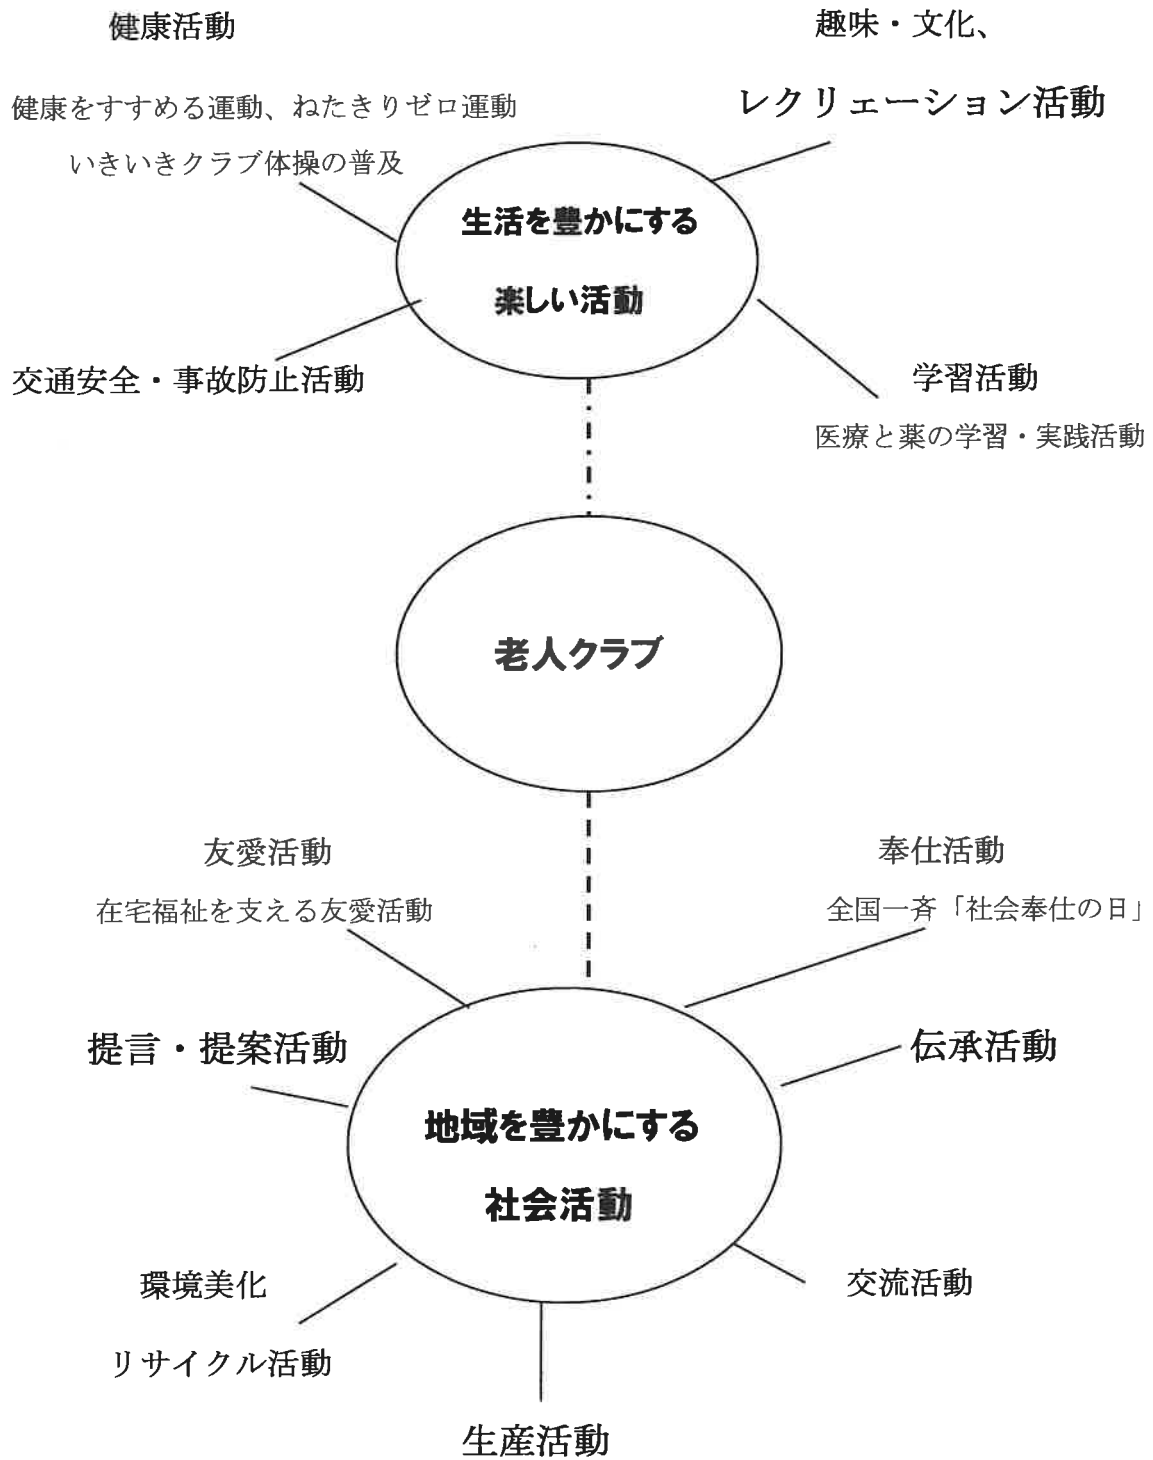 健康活動
趣味・文化、
健康をすすめる運動、ねたきりゼロ運動
レクリェーション活動
いきいきクラブ体操の普及
生活を豊かにする
楽しい活動
交通安全・事故防止活動
学習活動
医療と薬の学習・実践活動
老人クラブ
友愛活動
奉仕活動
在宅福祉を支える友愛活動
全国一斉「社会奉仕の日」
提言・提案活動
伝承活動
地域を豊かにする
社会活動
環境美化
交流活動
リサイクル活動
生産活動